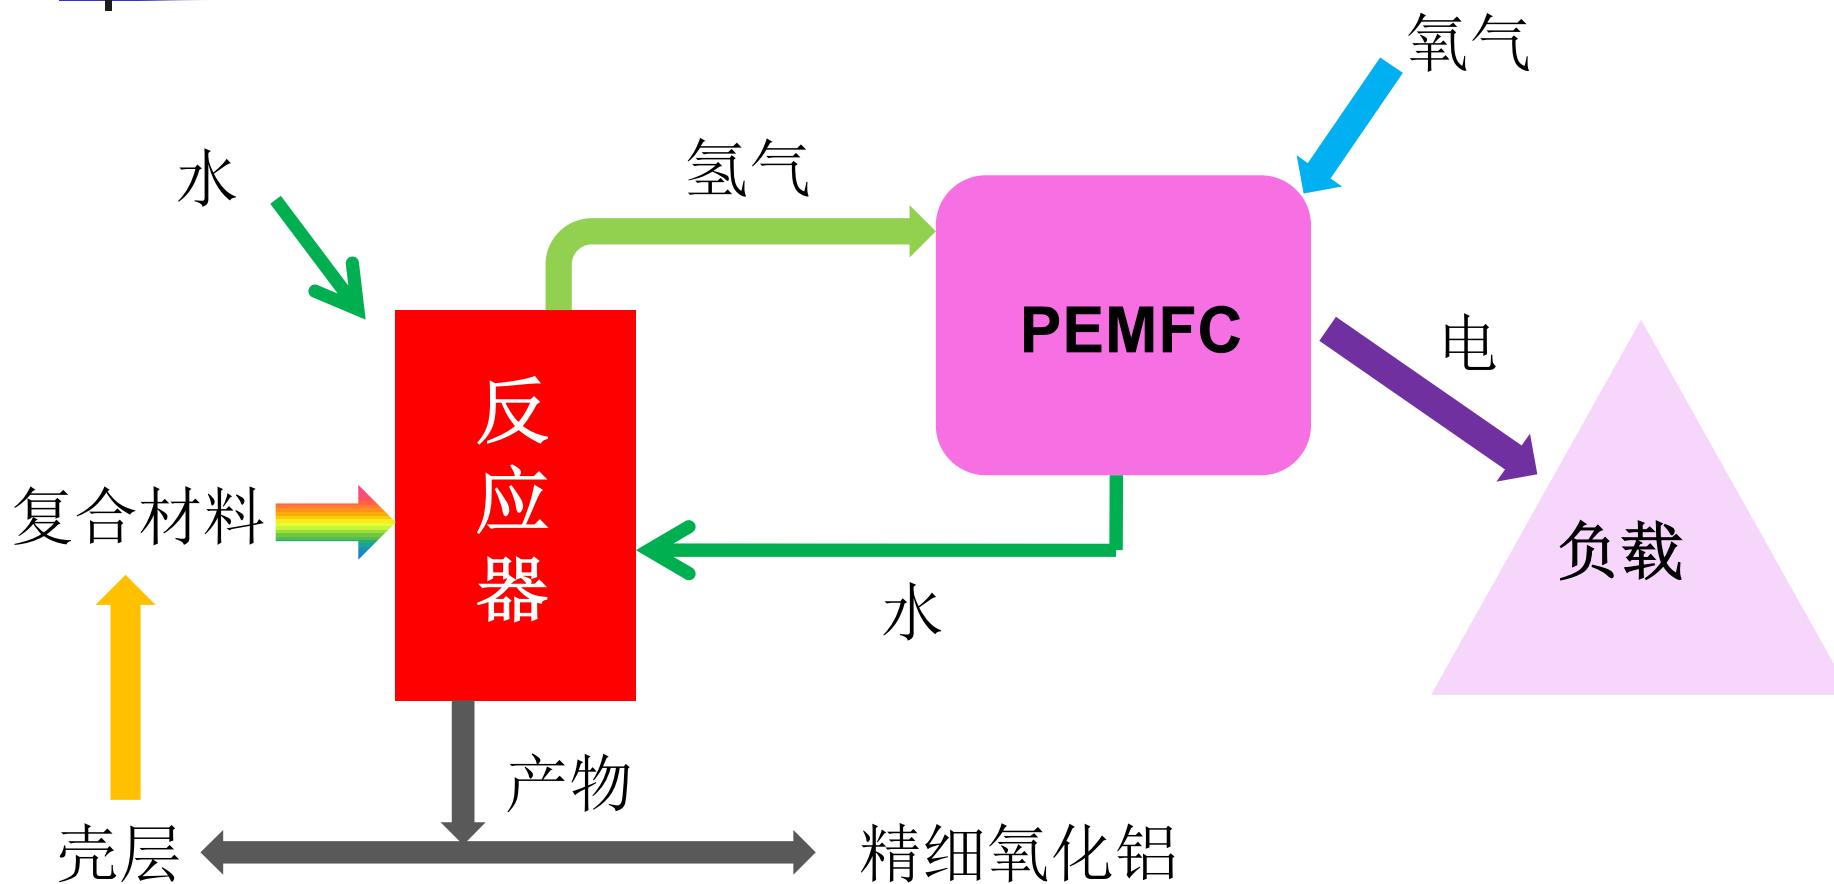 氧气
水
氢气
PEMFC
电
反应器
复合材料
负载
水
产物
壳层
精细氧化铝